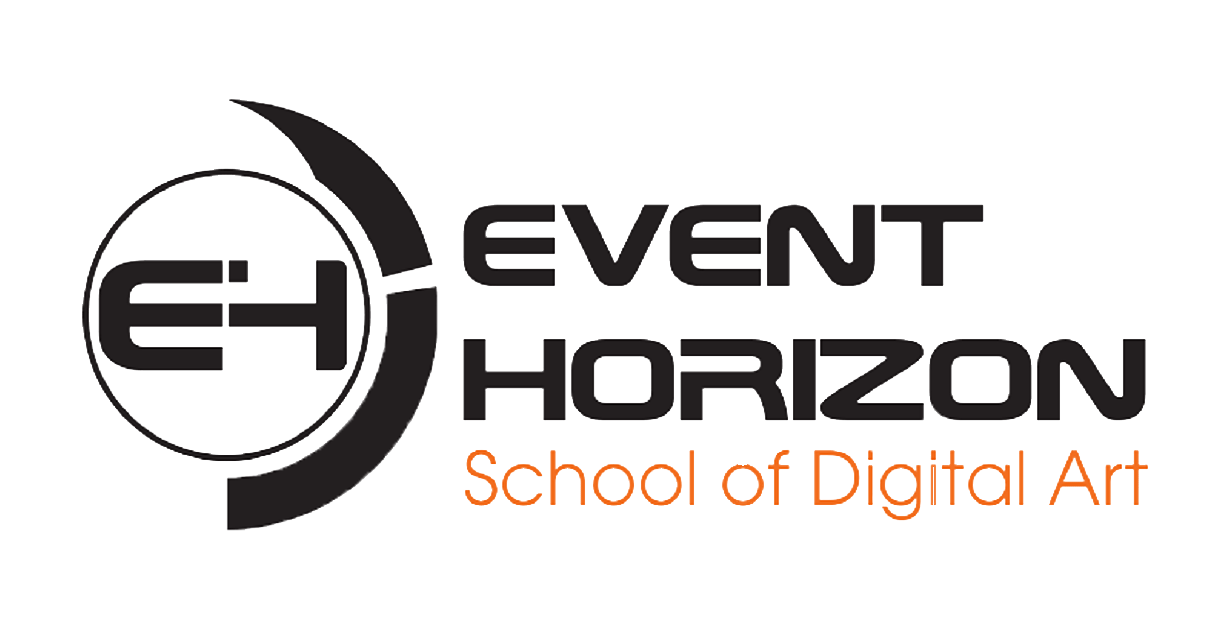 EH
EVENT
HORIZON
School of Digital Art